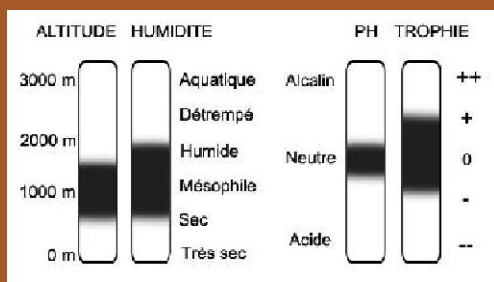 ALTITUDE HUMIDITE PH TROPHIE
3000 m Aquatique Alcalin ++
Détrempé +
2000 m Humide Neutre 0
1000 m Mésophile -
Sec
0 m Très sec Acide --